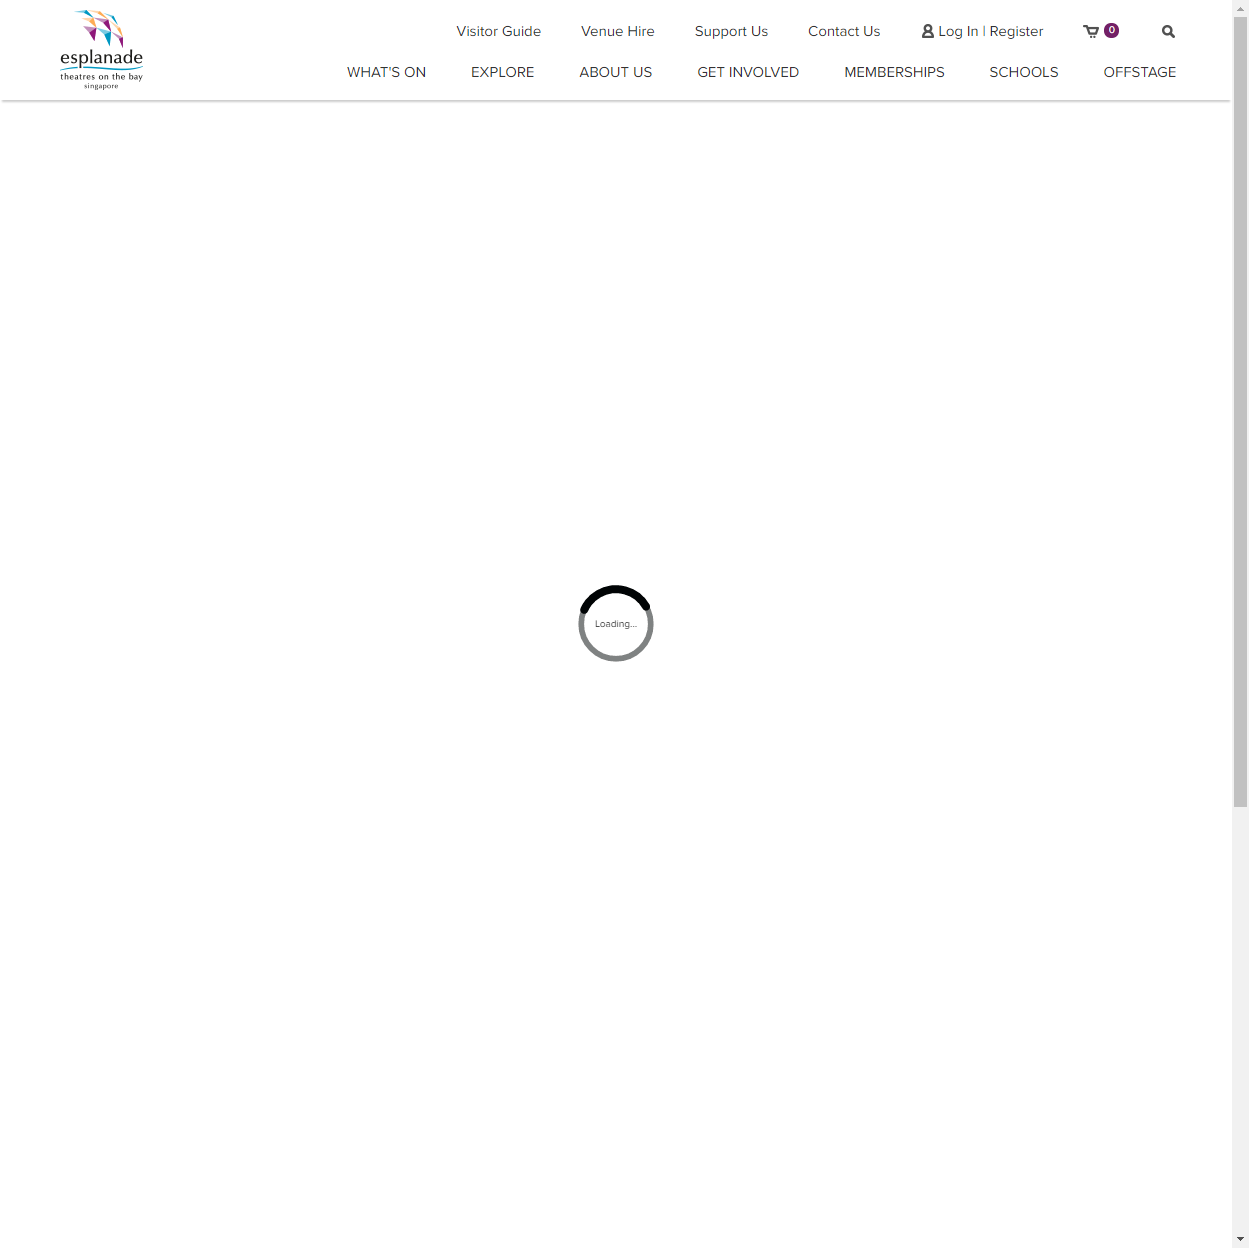 esplanade
theatres on the bay
singapore
Visitor Guide Venue Hire Support Us Contact Us Log In | Register 0
WHAT'S ON EXPLORE ABOUT US GET INVOLVED MEMBERSHIPS SCHOOLS OFFSTAGE
Loading...